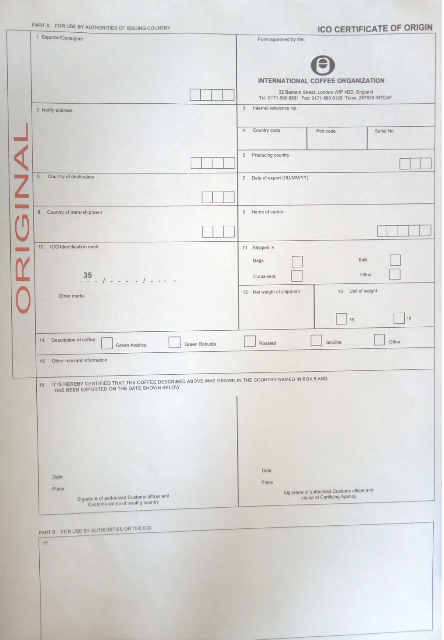 PART A: FOR USE BY AUTHORITIES OF ISSUING COUNTRY
ICO CERTIFICATE OF ORIGIN
ORIGINAL
1 Exporter/Consignor
Form approved by the:
INTERNATIONAL COFFEE ORGANIZATION
22 Berners Street, London W1P 4DD, England
Tel: 0171-580 8591 Fax: 0171-580 6129 Telex: 267659 INTCAF
2 Notify address
3 Internal reference No.
4 Country code
Port code
Serial No.
5 Producing country
Country of destination
7 Date of export (DD/MM/YY)
8 Country of trans-shipment
9 Name of carrier
10 ICO Identification mark
35
- - - / - - - - / - - - -
Other marks
11 Shipped in
Bags
Bulk
Containers
Other
12 Net weight of shipment
13 Unit of weight
kg
lb
14 Description of coffee
Green Arabica
Green Robusta
Roasted
Soluble
Other
15 Other relevant information
16 IT IS HEREBY CERTIFIED THAT THE COFFEE DESCRIBED ABOVE WAS GROWN IN THE COUNTRY NAMED IN BOX 5 AND
HAS BEEN EXPORTED ON THE DATE SHOWN BELOW
Date
Place
Signature of authorized Customs officer and
Customs stamp of issuing country
Date
Place
Signature of authorized Customs officer and
stamp of Certifying Agency
PART B: FOR USE BY AUTHORITIES OR THE ICO
17